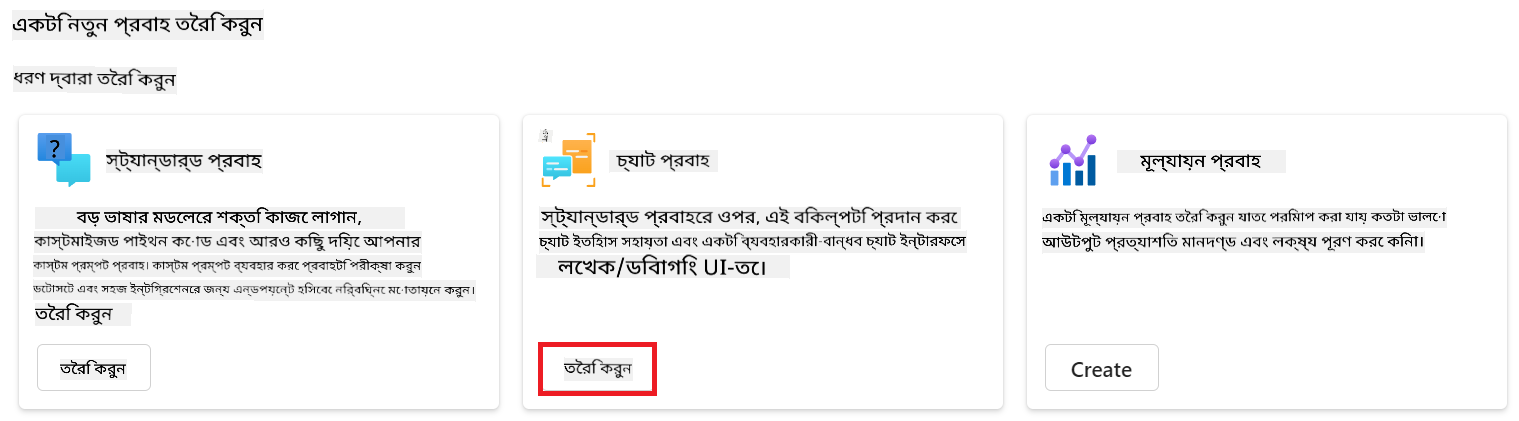 একটি নতুন প্রবাহ তৈরি করুন
ধরণ দ্বারা তৈরি করুন
?
স্ট্যান্ডার্ড প্রবাহ
বড় ভাষার মডেলের শক্তি কাজে লাগান,
কাস্টমাইজড পাইথন কোড এবং আরও কিছু দিয়ে আপনার
কাস্টম প্রম্পট প্রবাহ। কাস্টম প্রম্পট ব্যবহার করে প্রবাহটি পরীক্ষা করুন
ডেটাসেট এবং সহজ ইন্টিগ্রেশনের জন্য এন্ডপয়েন্ট হিসেবে নির্বিঘ্নে মোতায়েন করুন।
তৈরি করুন
তৈরি করুন
চ্যাট প্রবাহ
স্ট্যান্ডার্ড প্রবাহের ওপর, এই বিকল্পটি প্রদান করে
চ্যাট ইতিহাস সহায়তা এবং একটি ব্যবহারকারী-বান্ধব চ্যাট ইন্টারফেস
লেখেক/ডিবাগিং UI-তে।
তৈরি করুন
মূল্যায়ন প্রবাহ
একটি মূল্যায়ন প্রবাহ তৈরি করুন যাতে পরিমাপ করা যায় কতটা ভালো
আউটপুট প্রত্যাশিত মানদণ্ড এবং লক্ষ্য পূরণ করে কিনা।
Create